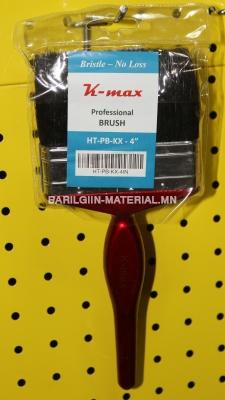 Bristle – No Loss
K-max
Professional
BRUSH
HT-PB-KX - 4"
HT-PB-KX-4IN
BARILGIIN-MATERIAL.MN